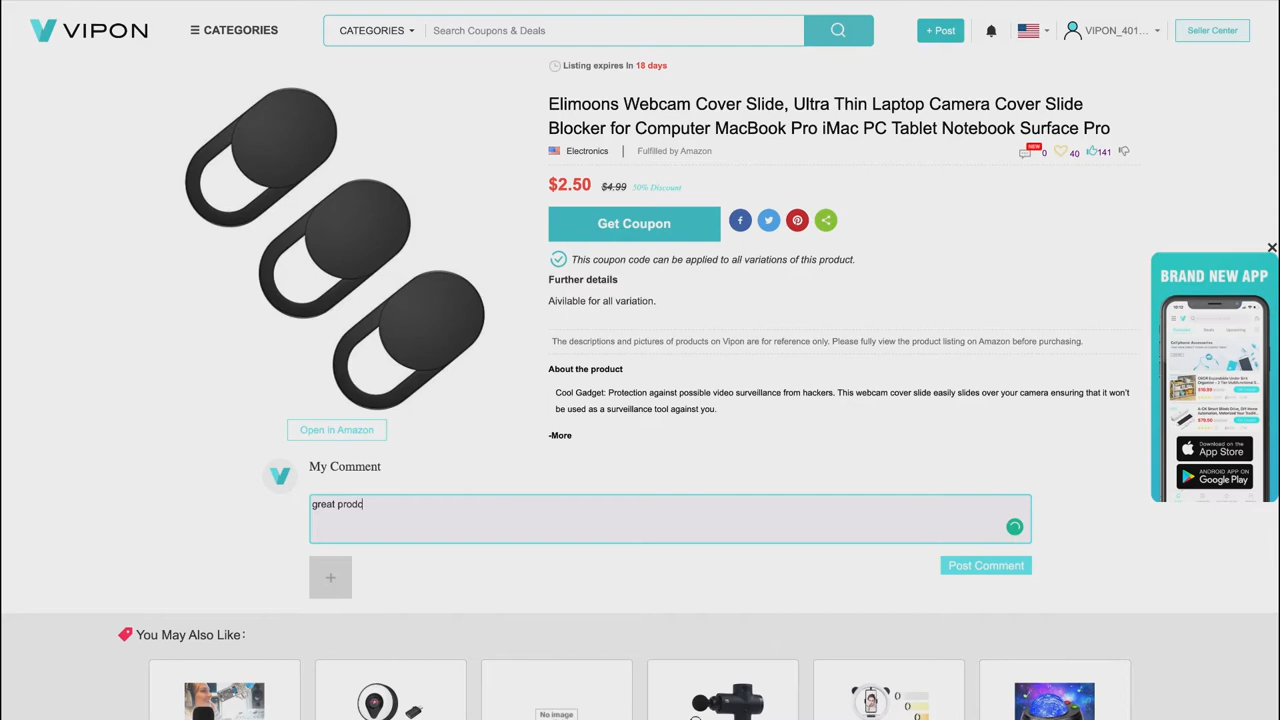 VIPON
☰ CATEGORIES
CATEGORIES
Search Coupons & Deals
+ Post
VIPON_401...
Seller Center
Listing expires In 18 days
Elimoons Webcam Cover Slide, Ultra Thin Laptop Camera Cover Slide
Blocker for Computer MacBook Pro iMac PC Tablet Notebook Surface Pro
Electronics | Fulfilled by Amazon
NEW
0 40 141
$2.50 $4.99 50% Discount
Get Coupon
This coupon code can be applied to all variations of this product.
Further details
Aivilable for all variation.
The descriptions and pictures of products on Vipon are for reference only. Please fully view the product listing on Amazon before purchasing.
About the product
Cool Gadget: Protection against possible video surveillance from hackers. This webcam cover slide easily slides over your camera ensuring that it won't
be used as a surveillance tool against you.
-More
Open in Amazon
BRAND NEW APP
Download on the
App Store
ANDROID APP ON
Google Play
My Comment
great prodc
Post Comment
You May Also Like:
No image